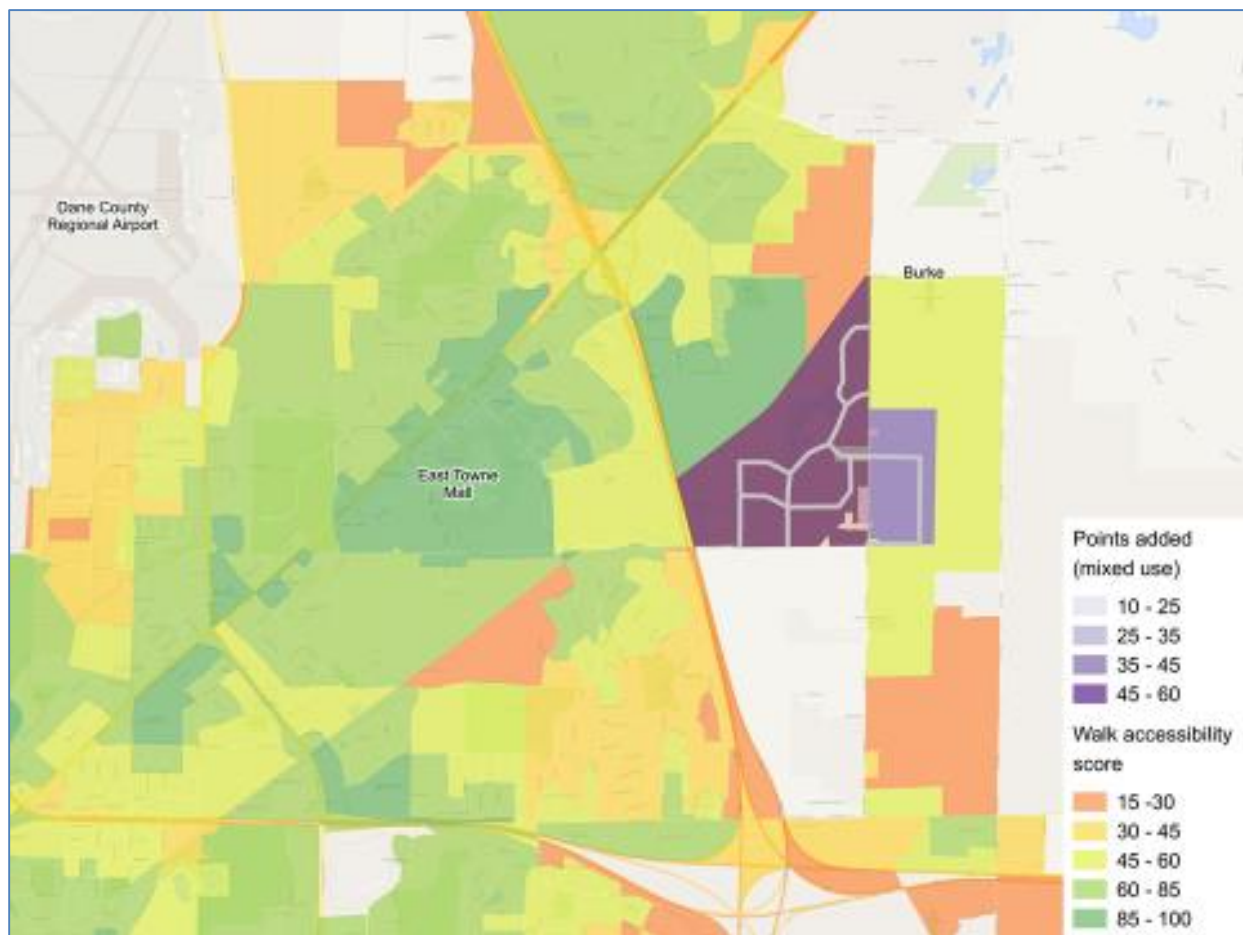 Dane County
Regional Airport
Burke
East Towne
Mall
Points added
(mixed use)
10 - 25
25 - 35
35 - 45
45 - 60
Walk accessibility
score
15 -30
30 - 45
45 - 60
60 - 85
85 - 100